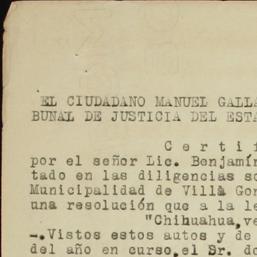 EL CIUDADANO MANUEL GALLA
BUNAL DE JUSTICIA DEL ESTA
C e r t i f
por el señor Lic. Benjamín
tado en las diligencias so
Municipalidad de Villa Gon
una resolución que a la le
"Chihuahua,ve
-.Vistos estos autos y de
del año en curso,el Sr. do